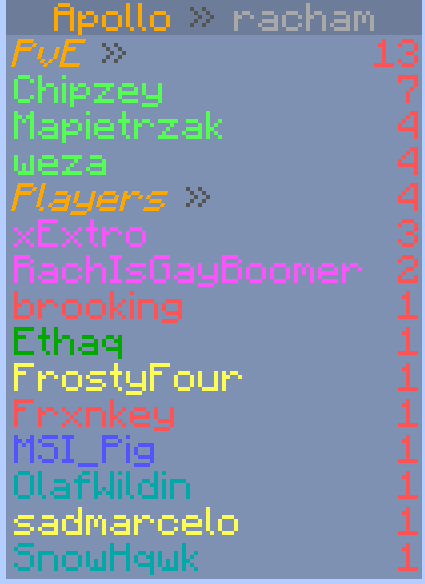 Apollo » racham
PvE » 13
Chipzey 7
Mapietrzak 4
weza 4
Players » 4
xExtro 3
RachIsGayBoomer 2
brooking 1
Ethaq 1
FrostyFour 1
Frxnkey 1
MSI_Pig 1
OlafWildin 1
sadmarcelo 1
SnowHqwk 1